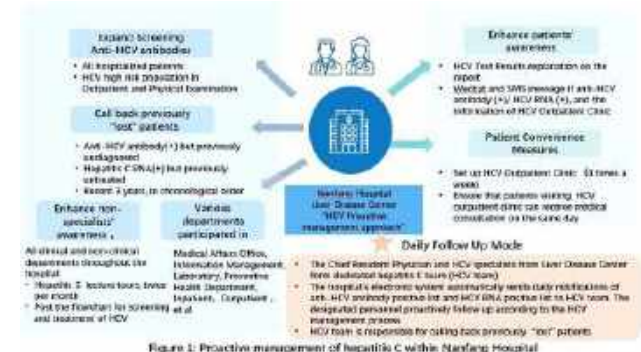 Expand Screening
Anti-HCV antibodies
• All hospitalized patients
• HCV high risk population in
Outpatient and Physical Examination
Call back previously
"lost" patients
• Anti-HCV antibody(+) but previously
undiagnosed
• Hepatitis C RNA(+) but previously
untreated
• Recent 3 years, in chronological order
Enhance non-
specialists'
awareness
All clinical and non-clinical
departments throughout the
hospital
• Hepatitis C lecture tours, twice
per month
• Post the flowchart for screening
and treatment of HCV
Various
departments
participated in
Medical Affairs Office,
Information Management,
Laboratory, Preventive
Health Department,
Inpatient, Outpatient,
et al
Nanfang Hospital
Liver Disease Center
"HCV Proactive
management approach"
Enhance patients'
awareness
• HCV Test Results explanation on the
report
• Wechat and SMS message if anti-HCV
antibody (+)/ HCV RNA (+), and the
information of HCV Outpatient Clinic
Patient Convenience
Measures
• Set up HCV Outpatient Clinic times a
week)
• Ensure that patients visiting HCV
outpatient clinic can receive medical
consultation on the same day
Daily Follow Up Mode
• The Chief Resident Physician and HCV specialists from Liver Disease Center
form dedicated hepatitis C team (HCV team)
• The hospital's electronic system automatically sends daily notifications of
anti- HCV antibody positive list and HCV RNA positive list to HCV team. The
designated personnel proactively follow up according to the HCV
management process
• HCV team is responsible for calling back previously "lost" patients
Figure 1: Proactive management of hepatitis C within Nanfang Hospital